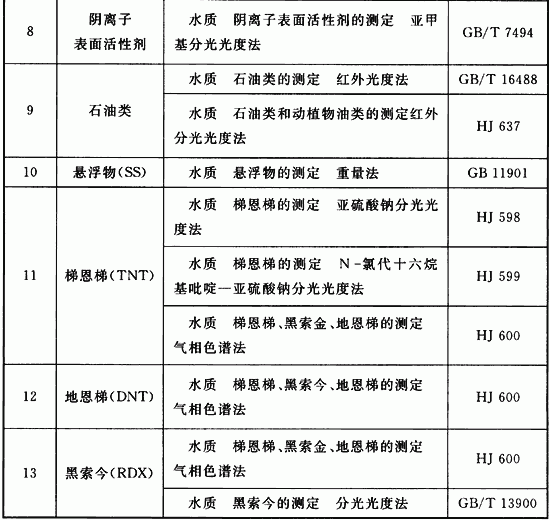 8
阴离子
表面活性剂
水质 阴离子表面活性剂的测定 亚甲
基分光光度法
GB/T 7494
9
石油类
水质 石油类的测定 红外光度法
GB/T 16488
水质 石油类和动植物油类的测定红外
分光光度法
HJ 637
10
悬浮物(SS)
水质 悬浮物的测定 重量法
GB 11901
11
梯恩梯(TNT)
水质 梯恩梯的测定 亚硫酸钠分光光
度法
HJ 598
水质 梯恩梯的测定 N-氯代十六烷
基吡啶—亚硫酸钠分光光度法
HJ 599
水质 梯恩梯、黑索金、地恩梯的测定
气相色谱法
HJ 600
12
地恩梯(DNT)
水质 梯恩梯、黑索今、地恩梯的测定
气相色谱法
HJ 600
13
黑索今(RDX)
水质 梯恩梯、黑索金、地恩梯的测定
气相色谱法
HJ 600
水质 黑索今的测定 分光光度法
GB/T 13900